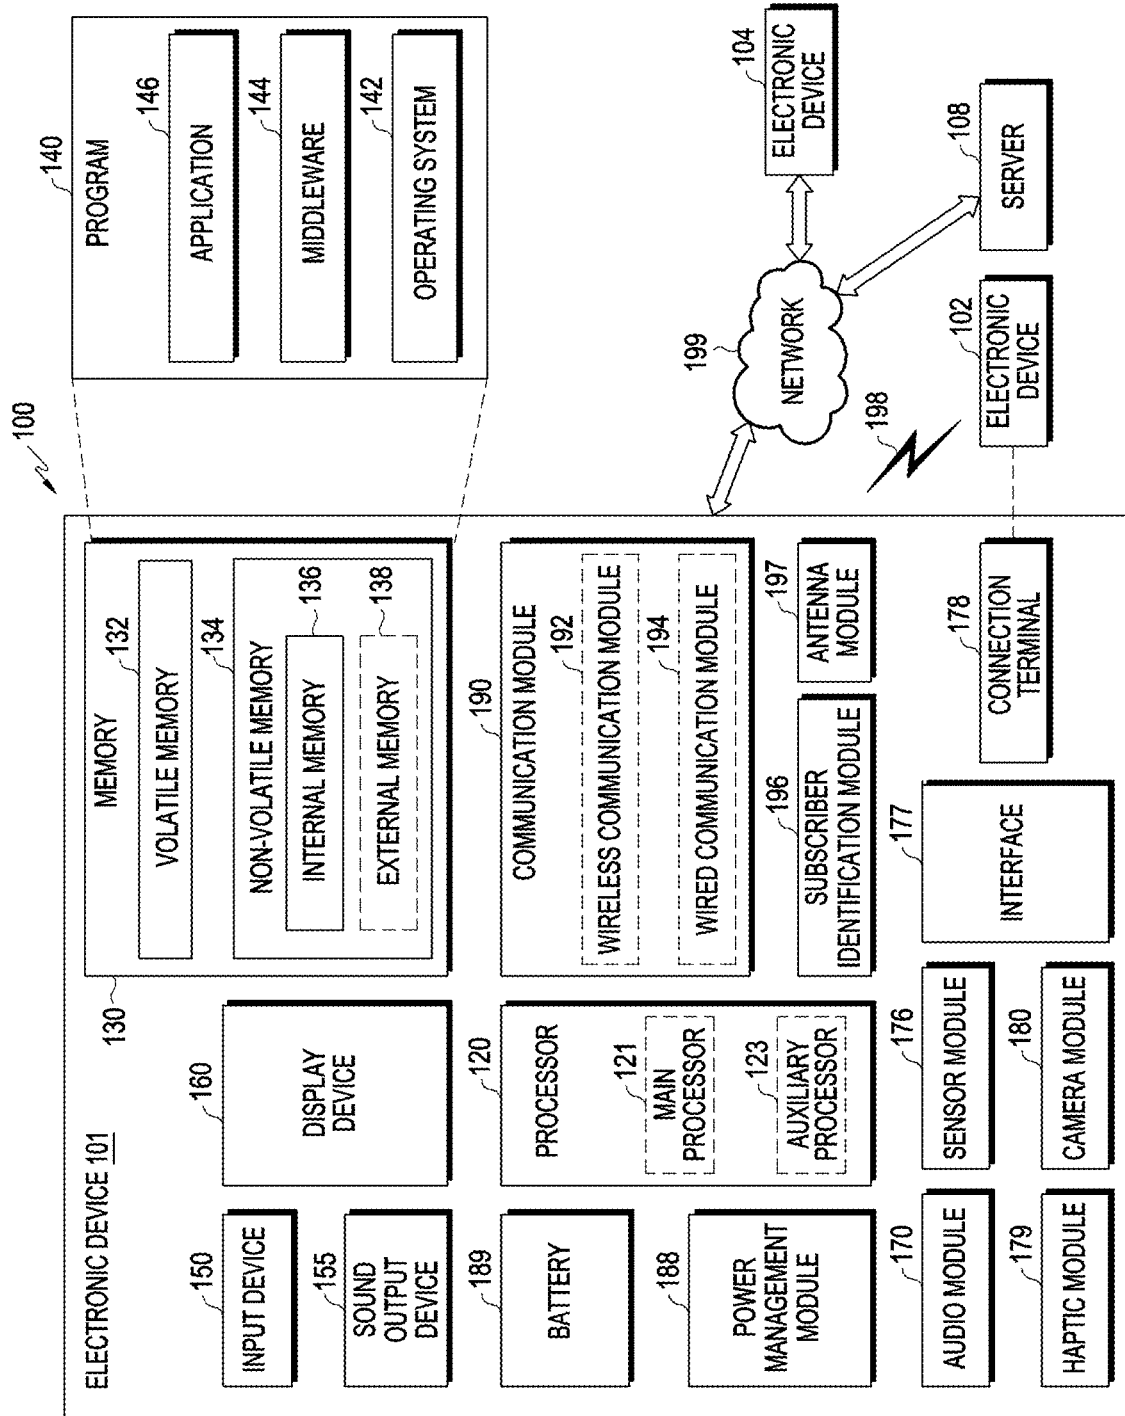 100
ELECTRONIC DEVICE 101
INPUT DEVICE
150
SOUND
OUTPUT
DEVICE
155
BATTERY
189
POWER
MANAGEMENT
MODULE
188
AUDIO MODULE
170
HAPTIC MODULE
179
DISPLAY
DEVICE
160
PROCESSOR
120
MAIN
PROCESSOR
121
AUXILIARY
PROCESSOR
123
SENSOR MODULE
176
CAMERA MODULE
180
130
MEMORY
VOLATILE MEMORY
132
NON-VOLATILE MEMORY
134
INTERNAL MEMORY
136
EXTERNAL MEMORY
138
COMMUNICATION MODULE
190
WIRELESS COMMUNICATION MODULE
192
WIRED COMMUNICATION MODULE
194
SUBSCRIBER
IDENTIFICATION MODULE
196
ANTENNA
MODULE
197
INTERFACE
177
CONNECTION
TERMINAL
178
PROGRAM
140
APPLICATION
146
MIDDLEWARE
144
OPERATING SYSTEM
142
NETWORK
199
198
ELECTRONIC
DEVICE
104
SERVER
108
ELECTRONIC
DEVICE
102